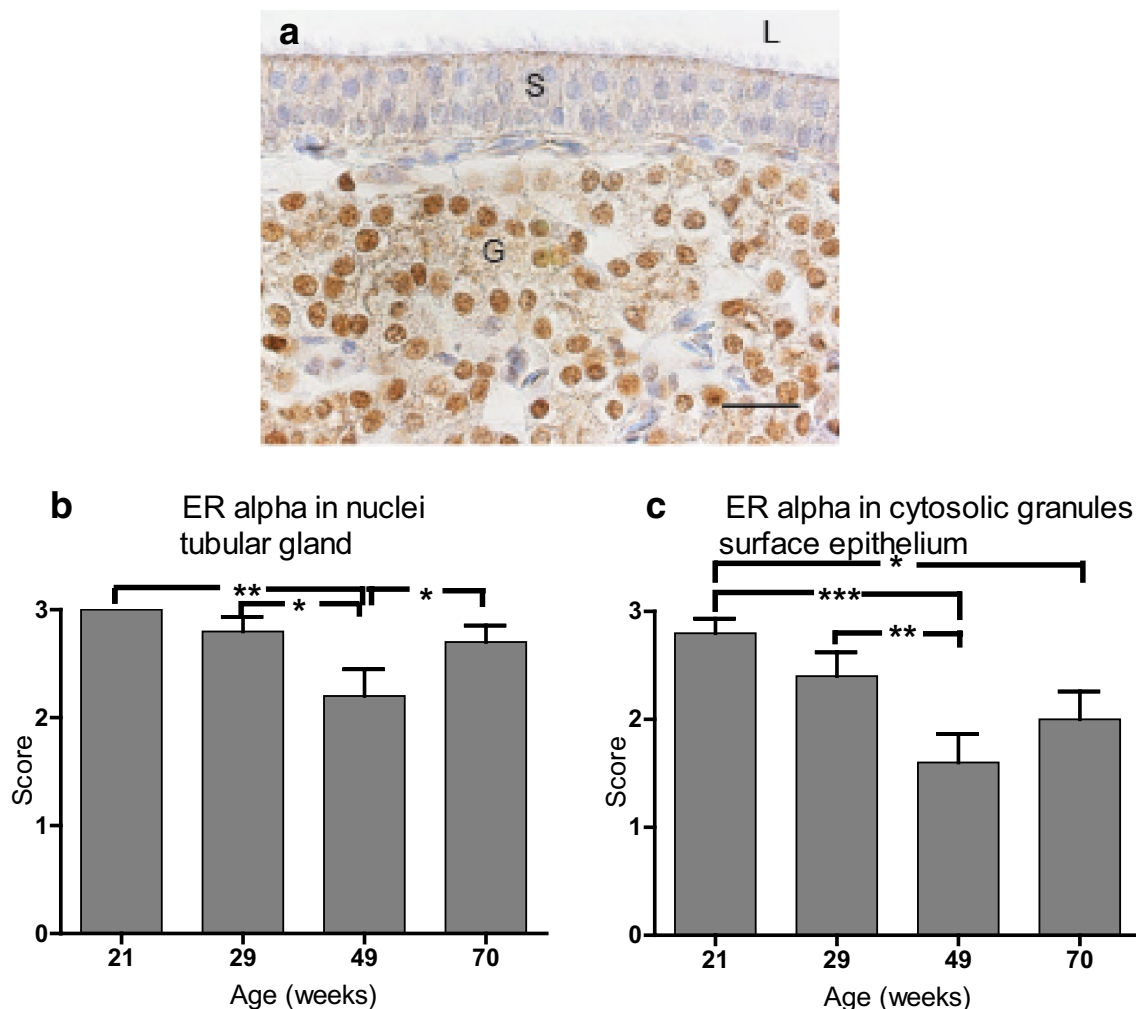 a
L
S
G
b ER alpha in nuclei
tubular gland
** * *
3
2
1
0
Score
21 29 49 70
Age (weeks)
c ER alpha in cytosolic granules
surface epithelium
*
***
**
3
2
1
0
Score
21 29 49 70
Age (weeks)